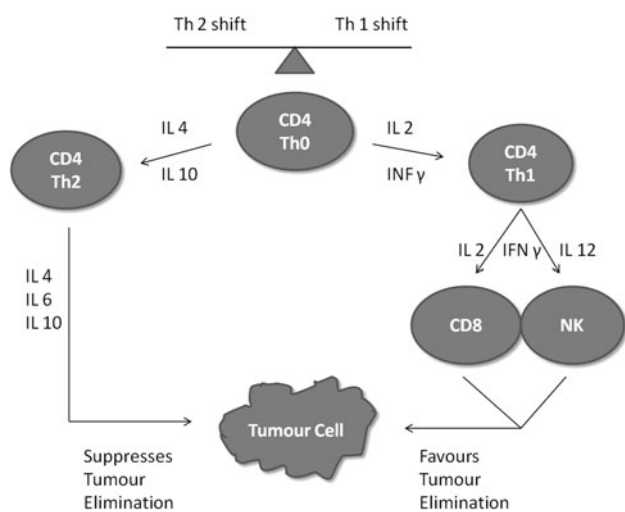 Th 2 shift
Th 1 shift
CD4
Th0
IL 4
IL 10
IL 2
INF γ
CD4
Th2
CD4
Th1
IL 2
IFN γ
IL 12
IL 4
IL 6
IL 10
CD8
NK
Tumour Cell
Suppresses
Tumour
Elimination
Favours
Tumour
Elimination